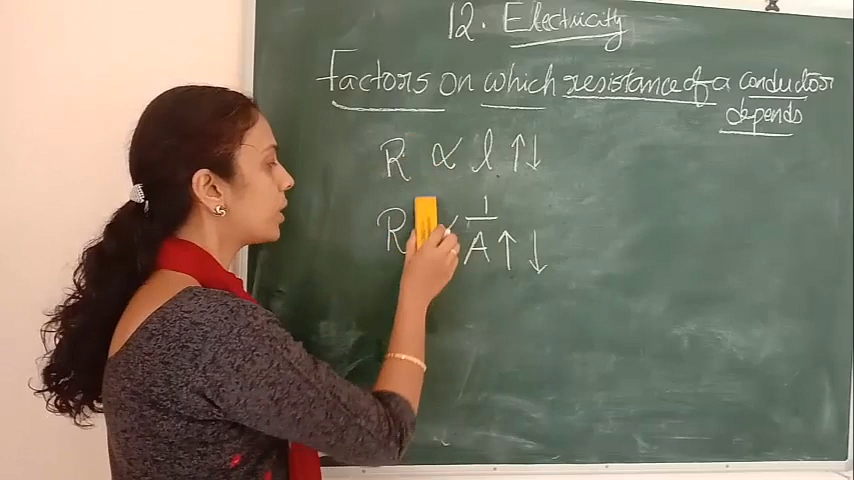 12. Electricity
Factors on which resistance of a conductor
depends
R ∝ l ↑↓
R ∝ 1/A ↑↓